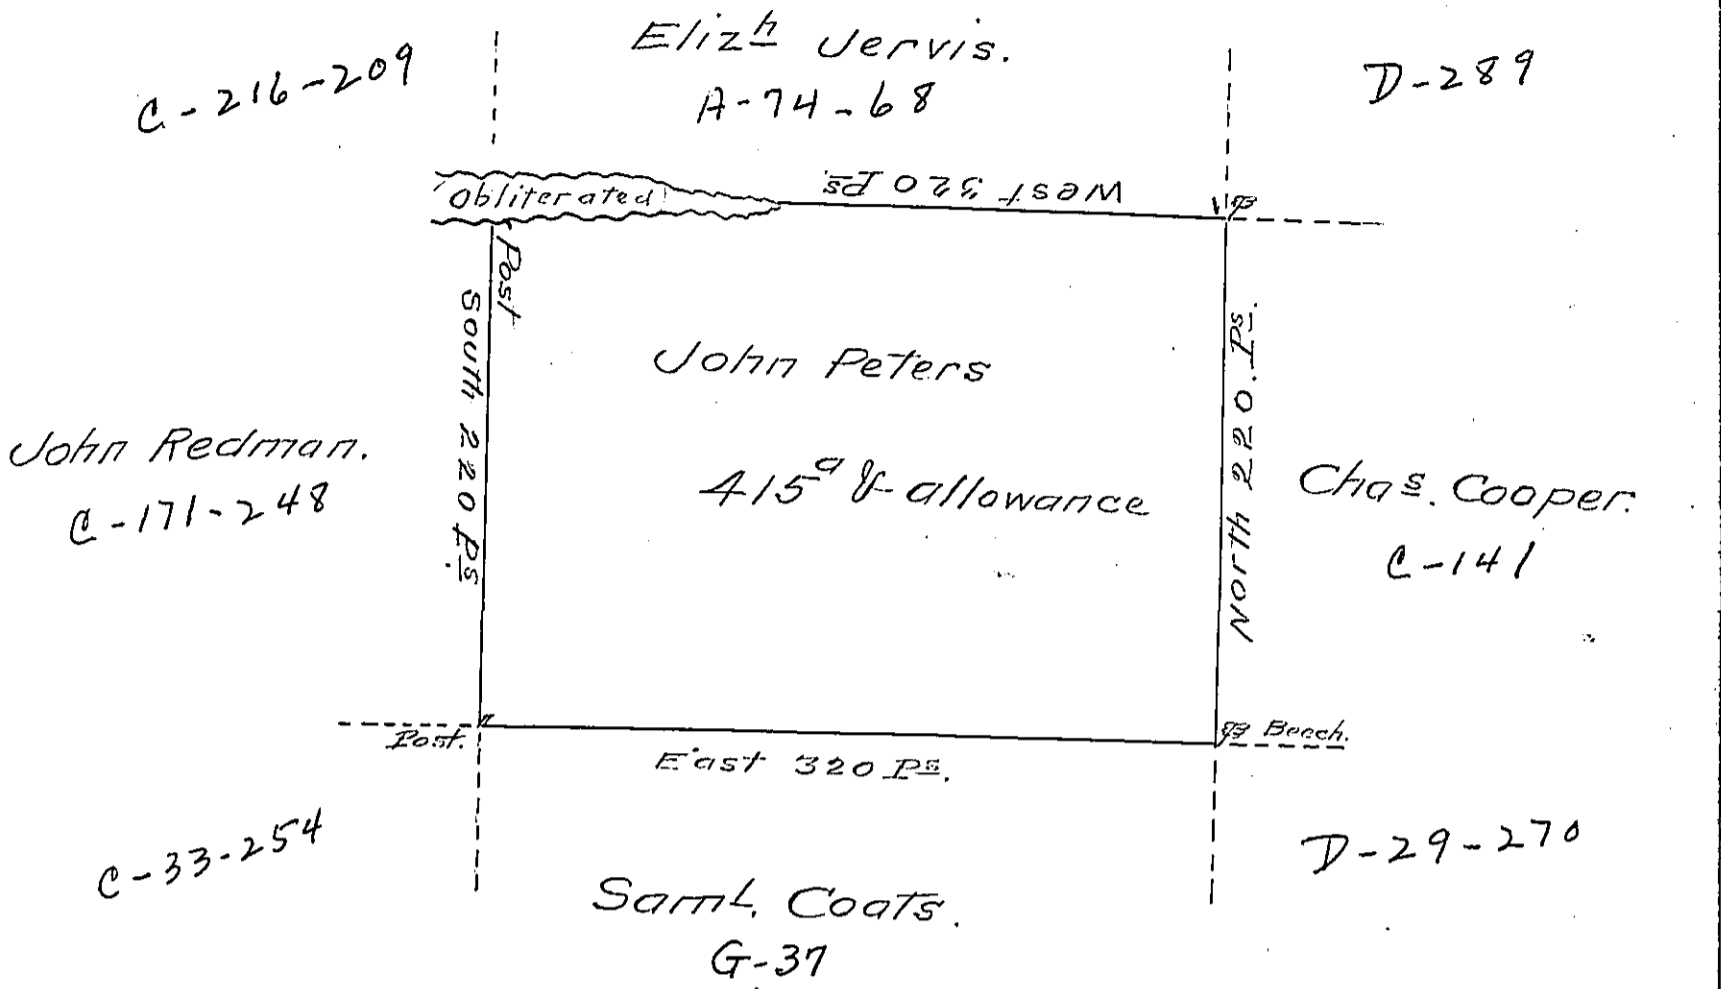 Elizh Jervis.
A-74-68
C-216-209
D-289
Obliterated
West 320 Ps.
Post
South 220 Ps.
John Peters
415a & allowance
North 220. Ps.
John Redman.
C-171-248
Chas. Cooper.
C-141
Post.
East 320 Ps.
Beech.
C-33-254
D-29-270
Saml. Coats.
G-37